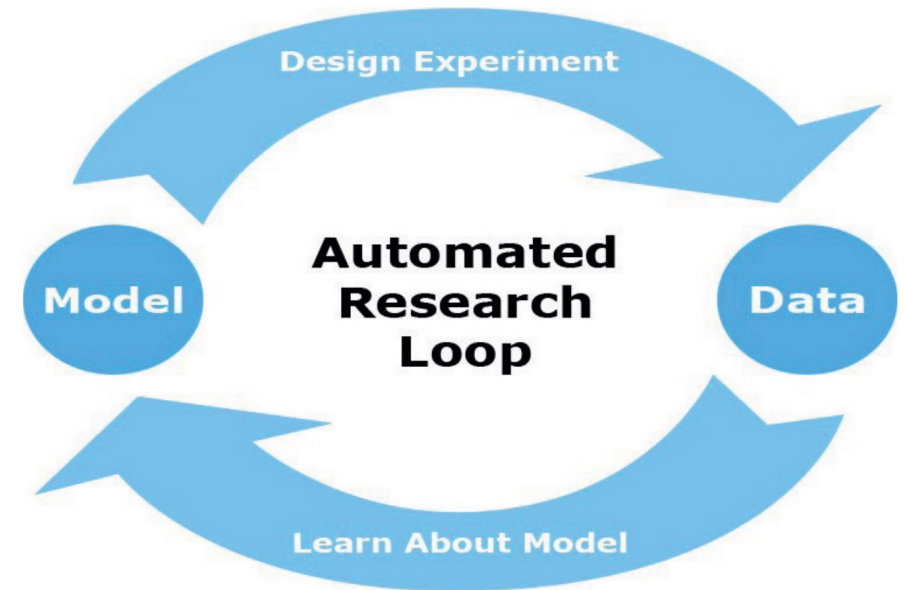 Design Experiment
Automated
Research
Loop
Model
Data
Learn About Model